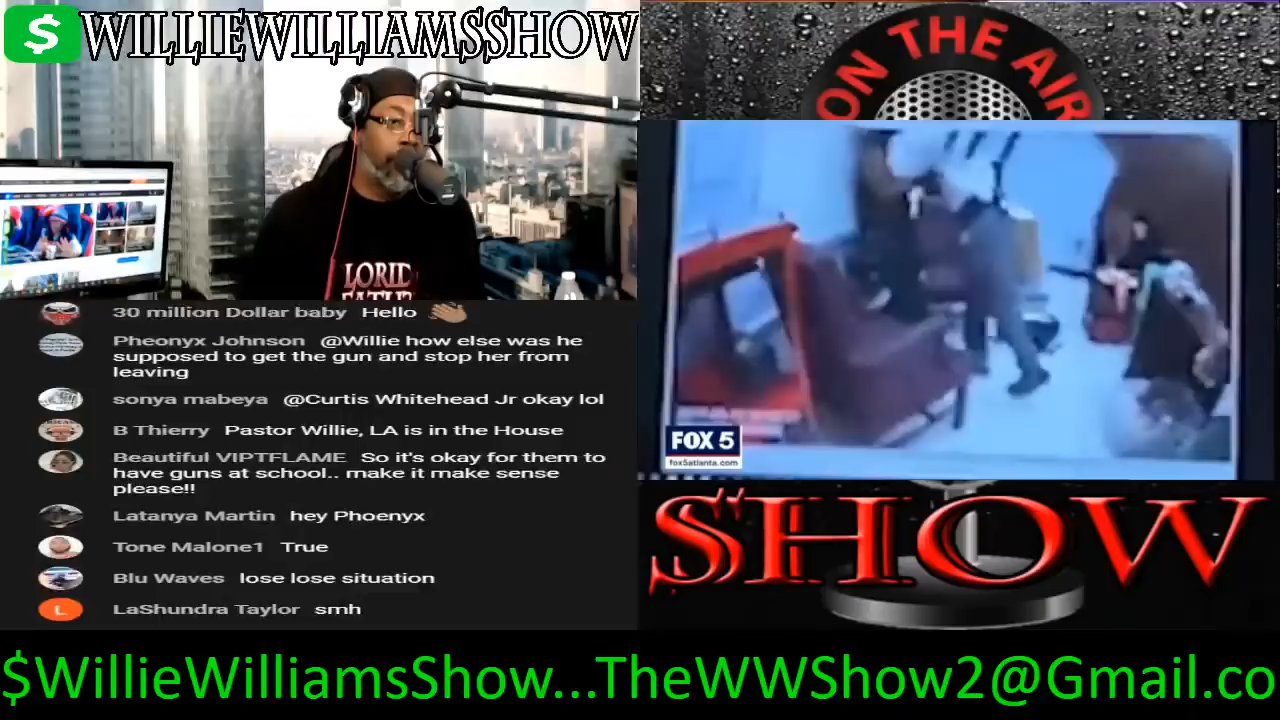 $ WILLIEWILLIAMSSHOW
ON THE AIR
LORD
30 million Dollar baby Hello
Pheonyx Johnson @Willie how else was he
supposed to get the gun and stop her from
leaving
sonya mabeya @Curtis Whitehead Jr okay lol
B Thierry Pastor Willie, LA is in the House
Beautiful VIPTFLAME So it's okay for them to
have guns at school.. make it make sense
please!!
Latanya Martin hey Phoenyx
Tone Malone1 True
Blu Waves lose lose situation
L LaShundra Taylor smh
FOX 5
fox5atlanta.com
$HOW
$WillieWilliamsShow...TheWWShow2@Gmail.co